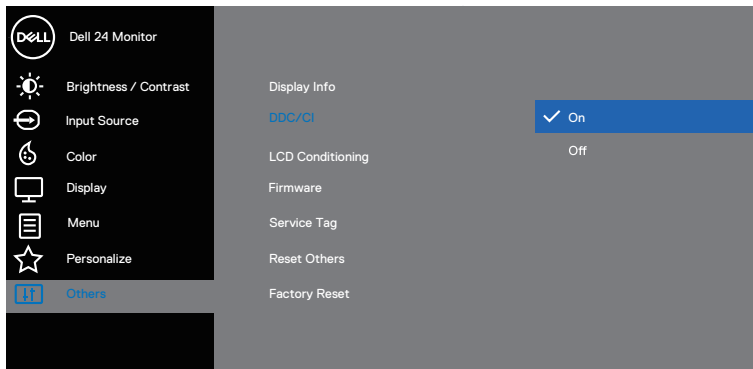 DELL
Dell 24 Monitor
Brightness / Contrast
Input Source
Color
Display
Menu
Personalize
Others
Display Info
DDC/CI
LCD Conditioning
Firmware
Service Tag
Reset Others
Factory Reset
On
Off